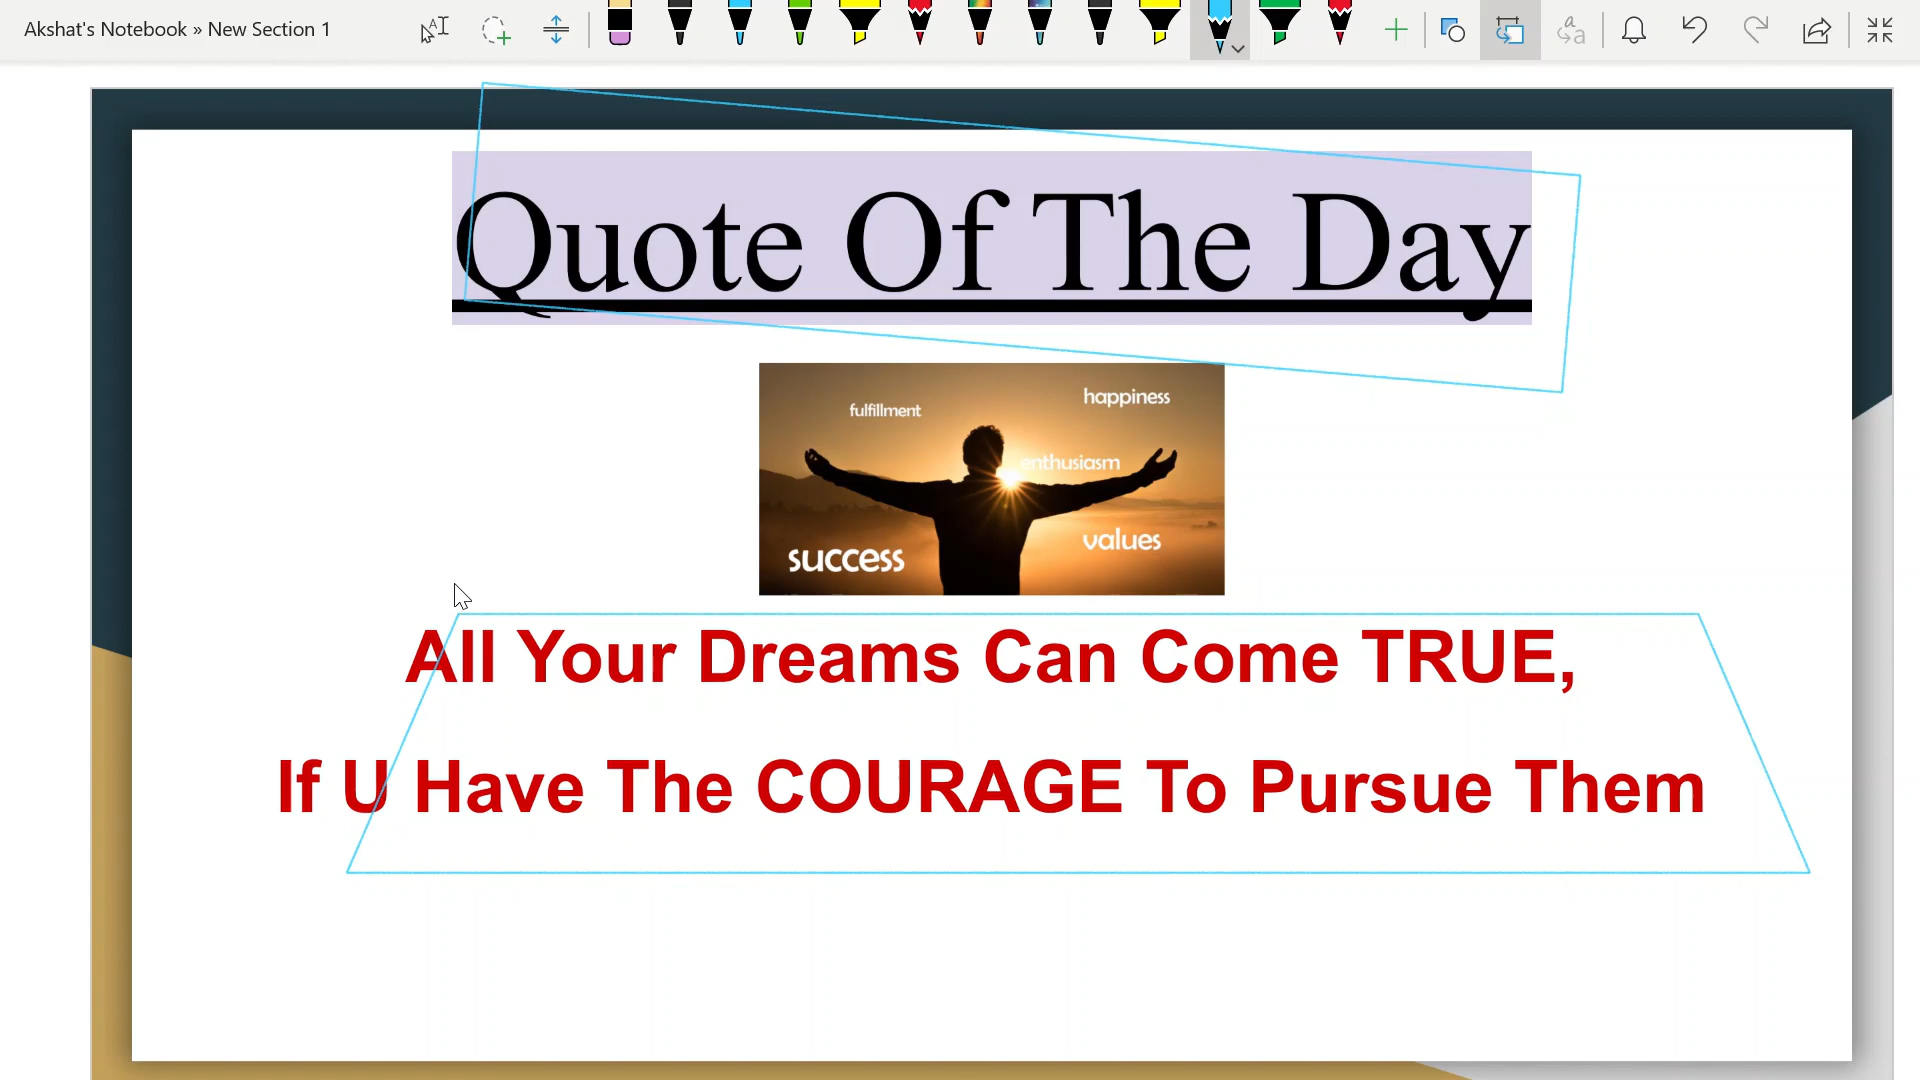 Akshat's Notebook » New Section 1
Quote Of The Day
fulfillment
happiness
enthusiasm
success
values
All Your Dreams Can Come TRUE,
If U Have The COURAGE To Pursue Them